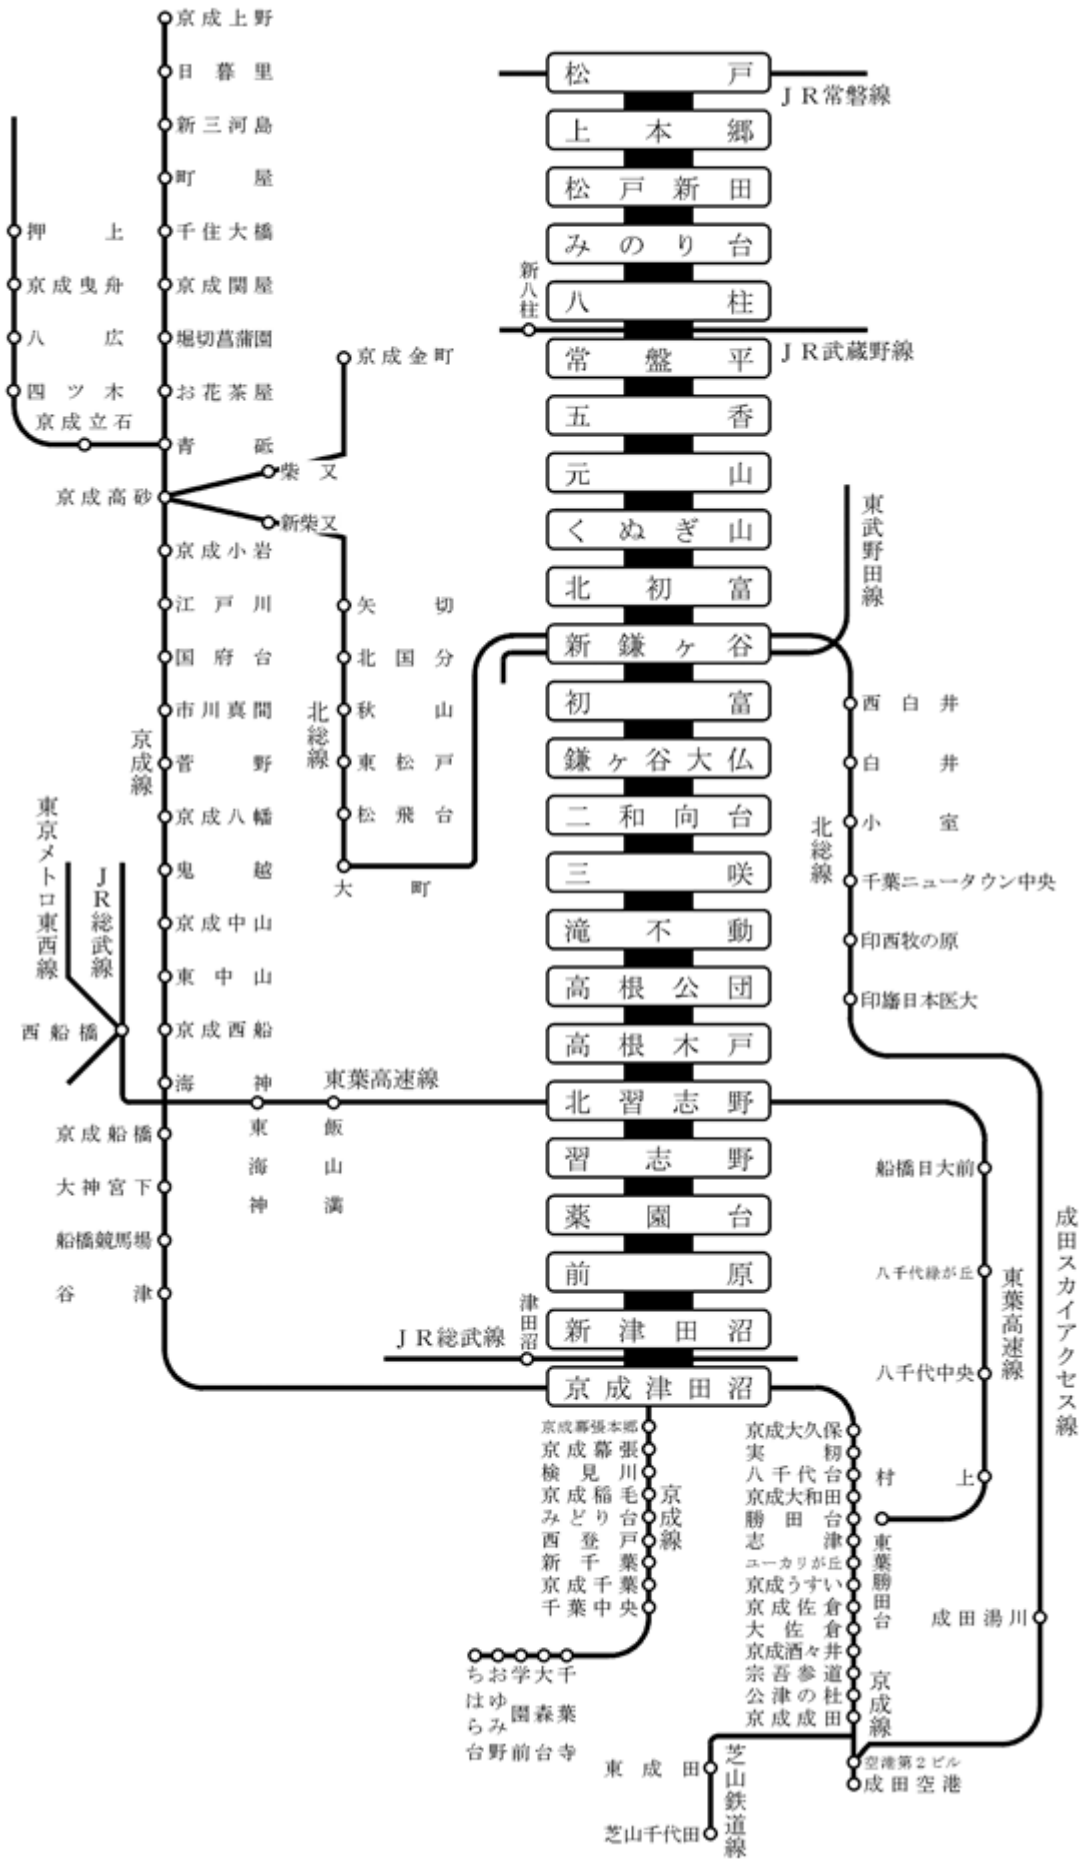 京成上野
日暮里
新三河島
町屋
千住大橋
京成関屋
堀切菖蒲園
お花茶屋
青砥
押上
京成曳舟
八広
四ツ木
京成立石
京成高砂
京成金町
柴又
新柴又
京成小岩
江戸川
国府台
市川真間
菅野
京成八幡
鬼越
京成中山
東中山
京成西船
海神
京成船橋
大神宮下
船橋競馬場
谷津
京成線
矢切
北国分
秋山
東松戸
松飛台
大町
北総線
東京メトロ東西線
JR総武線
西船橋
東葉高速線
東海神
飯山満
松戸
JR常磐線
上本郷
松戸新田
みのり台
八柱
新八柱
JR武蔵野線
常盤平
五香
元山
くぬぎ山
北初富
新鎌ヶ谷
東武野田線
初富
鎌ヶ谷大仏
二和向台
三咲
滝不動
高根公団
高根木戸
北習志野
習志野
薬園台
前原
新津田沼
津田沼
JR総武線
京成津田沼
西白井
白井
小室
千葉ニュータウン中央
印西牧の原
印旛日本医大
北総線
船橋日大前
八千代緑が丘
八千代中央
村上
東葉勝田台
東葉高速線
成田スカイアクセス線
成田湯川
京成幕張本郷
京成幕張
検見川
京成稲毛
みどり台
西登戸
新千葉
京成千葉
千葉中央
京成線
千葉寺
大森台
学園前
おゆみ野
ちはら台
京成大久保
実籾
八千代台
京成大和田
勝田台
志津
ユーカリが丘
京成うすい
京成佐倉
大佐倉
京成酒々井
宗吾参道
公津の杜
京成成田
京成線
空港第2ビル
成田空港
東成田
芝山千代田
芝山鉄道線